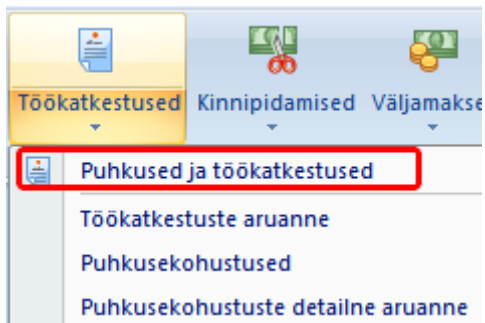 Töökatkestused Kinnipidamised Väljamakse
Puhkused ja töökatkestused
Töökatkestuste aruanne
Puhkusekohustused
Puhkusekohustuste detailne aruanne